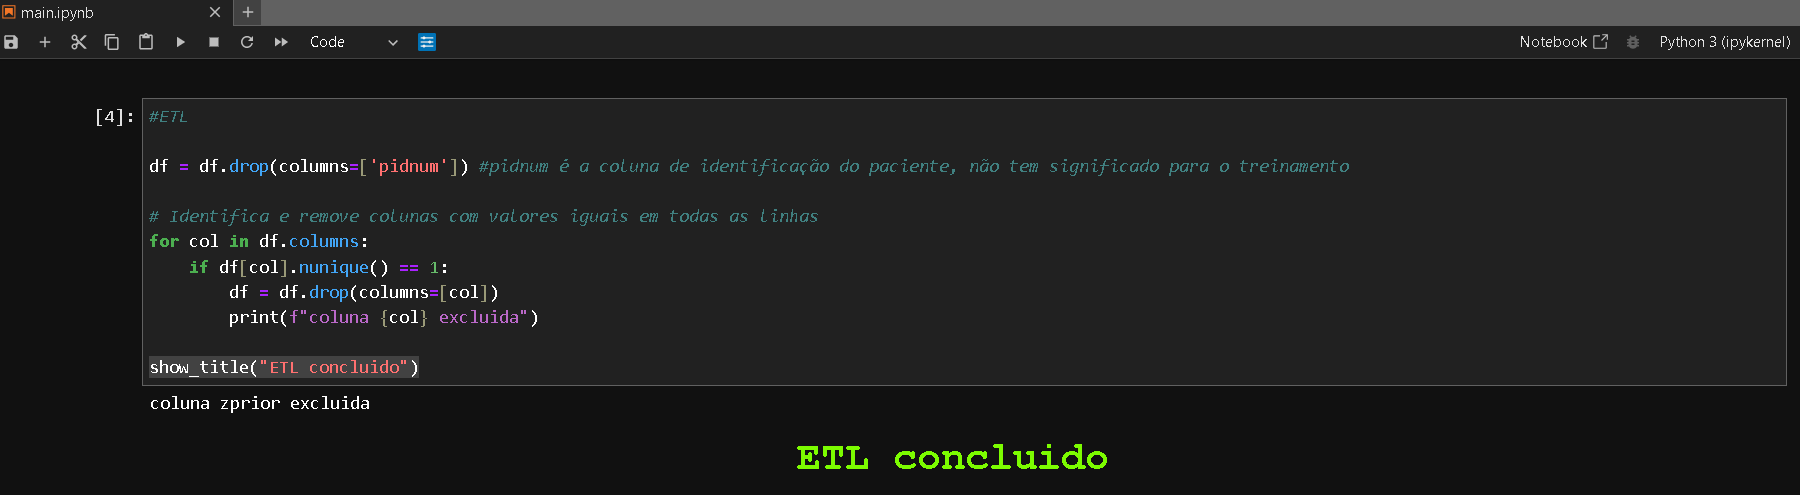 main.ipynb
Code
Notebook
Python 3 (ipykernel)
[4]:
#ETL
df = df.drop(columns=['pidnum']) #pidnum é a coluna de identificação do paciente, não tem significado para o treinamento
# Identifica e remove colunas com valores iguais em todas as linhas
for col in df.columns:
    if df[col].nunique() == 1:
        df = df.drop(columns=[col])
        print(f"coluna {col} excluida")
show_title("ETL concluido")
coluna zprior excluida
ETL concluido